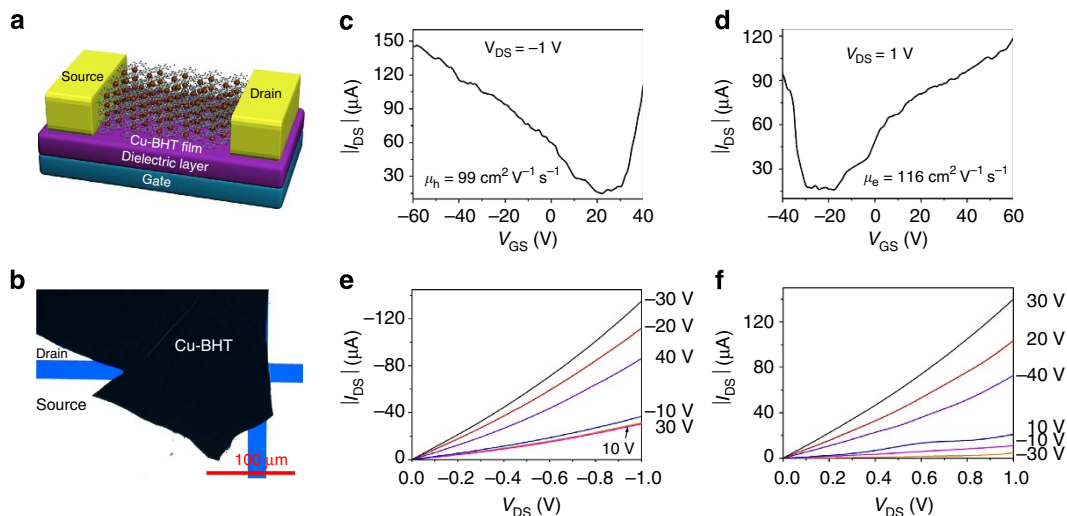 a
Source
Drain
Cu-BHT film
Dielectric layer
Gate
b
Cu-BHT
Drain
Source
100 μm
c
150
120
90
60
30
|I_DS| (μA)
V_DS = −1 V
μ_h = 99 cm² V⁻¹ s⁻¹
−60 −40 −20 0 20 40
V_GS (V)
d
120
90
60
30
|I_DS| (μA)
V_DS = 1 V
μ_e = 116 cm² V⁻¹ s⁻¹
−40 −20 0 20 40 60
V_GS (V)
e
−120
−80
−40
0
|I_DS| (μA)
−30 V
−20 V
40 V
−10 V
30 V
10 V
0.0 −0.2 −0.4 −0.6 −0.8 −1.0
V_DS (V)
f
120
80
40
0
|I_DS| (μA)
30 V
20 V
−40 V
10 V
−10 V
−30 V
0.0 0.2 0.4 0.6 0.8 1.0
V_DS (V)